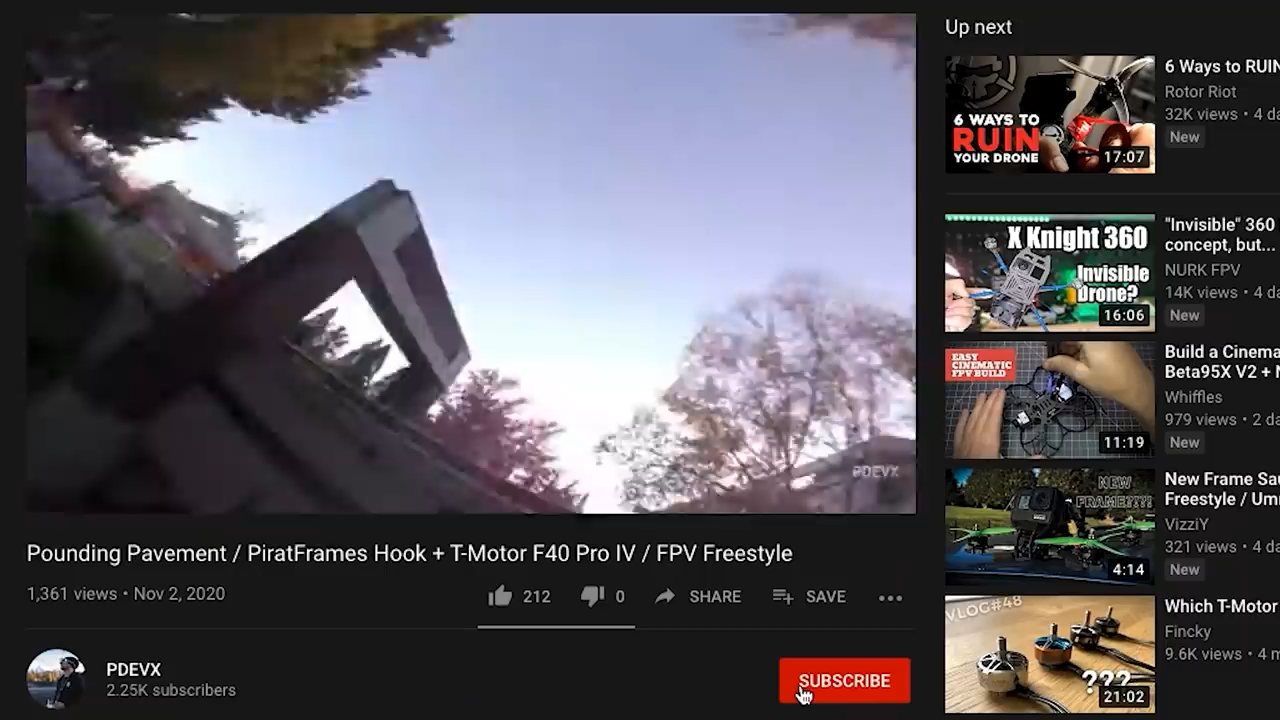 PDEVX
Pounding Pavement / PiratFrames Hook + T-Motor F40 Pro IV / FPV Freestyle
1,361 views • Nov 2, 2020
212
0
SHARE
SAVE
PDEVX
2.25K subscribers
SUBSCRIBE
Up next
6 WAYS TO
RUIN
YOUR DRONE
17:07
6 Ways to RUIN
Rotor Riot
32K views • 4 da
New
X Knight 360
Invisible
Drone?
16:06
"Invisible" 360
concept, but...
NURK FPV
14K views • 4 da
New
EASY
CINEMATIC
FPV BUILD
11:19
Build a Cinema
Beta95X V2 + N
Whiffles
979 views • 2 da
New
NEW
FRAME????
4:14
New Frame Sa
Freestyle / Um
VizziY
321 views • 4 da
New
VLOG#48
???
21:02
Which T-Motor
Fincky
9.6K views • 4 m